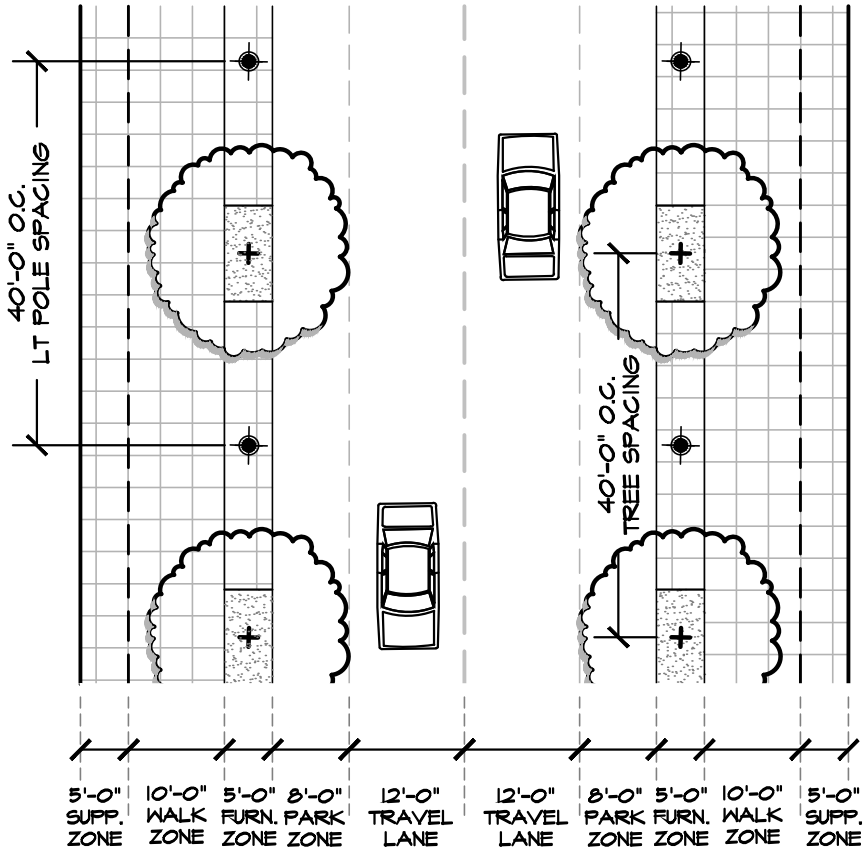 40'-0" O.C.
LT POLE SPACING
40'-0" O.C.
TREE SPACING
5'-0"
SUPP.
ZONE
10'-0"
WALK
ZONE
5'-0"
FURN.
ZONE
8'-0"
PARK
ZONE
12'-0"
TRAVEL
LANE
12'-0"
TRAVEL
LANE
8'-0"
PARK
ZONE
5'-0"
FURN.
ZONE
10'-0"
WALK
ZONE
5'-0"
SUPP.
ZONE